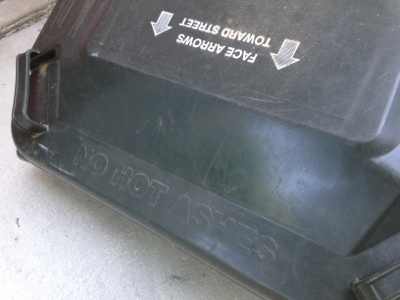 FACE ARROWS
TOWARD STREET
NO HOT ASHES